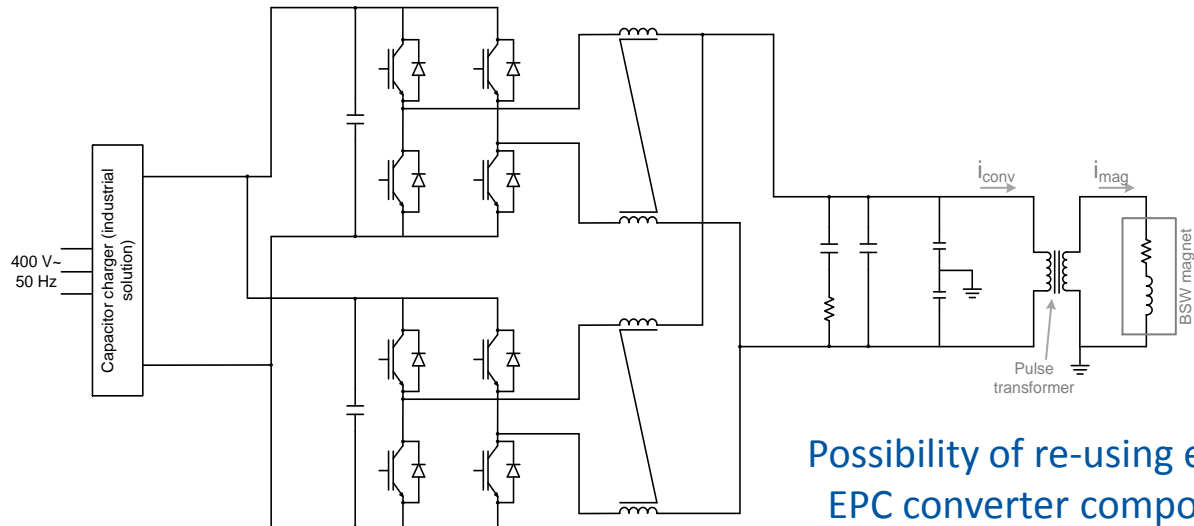 Capacitor charger (industrial
solution)
400 V~
50 Hz
i_conv
i_mag
BSW magnet
Pulse
transformer
Possibility of re-using
EPC converter